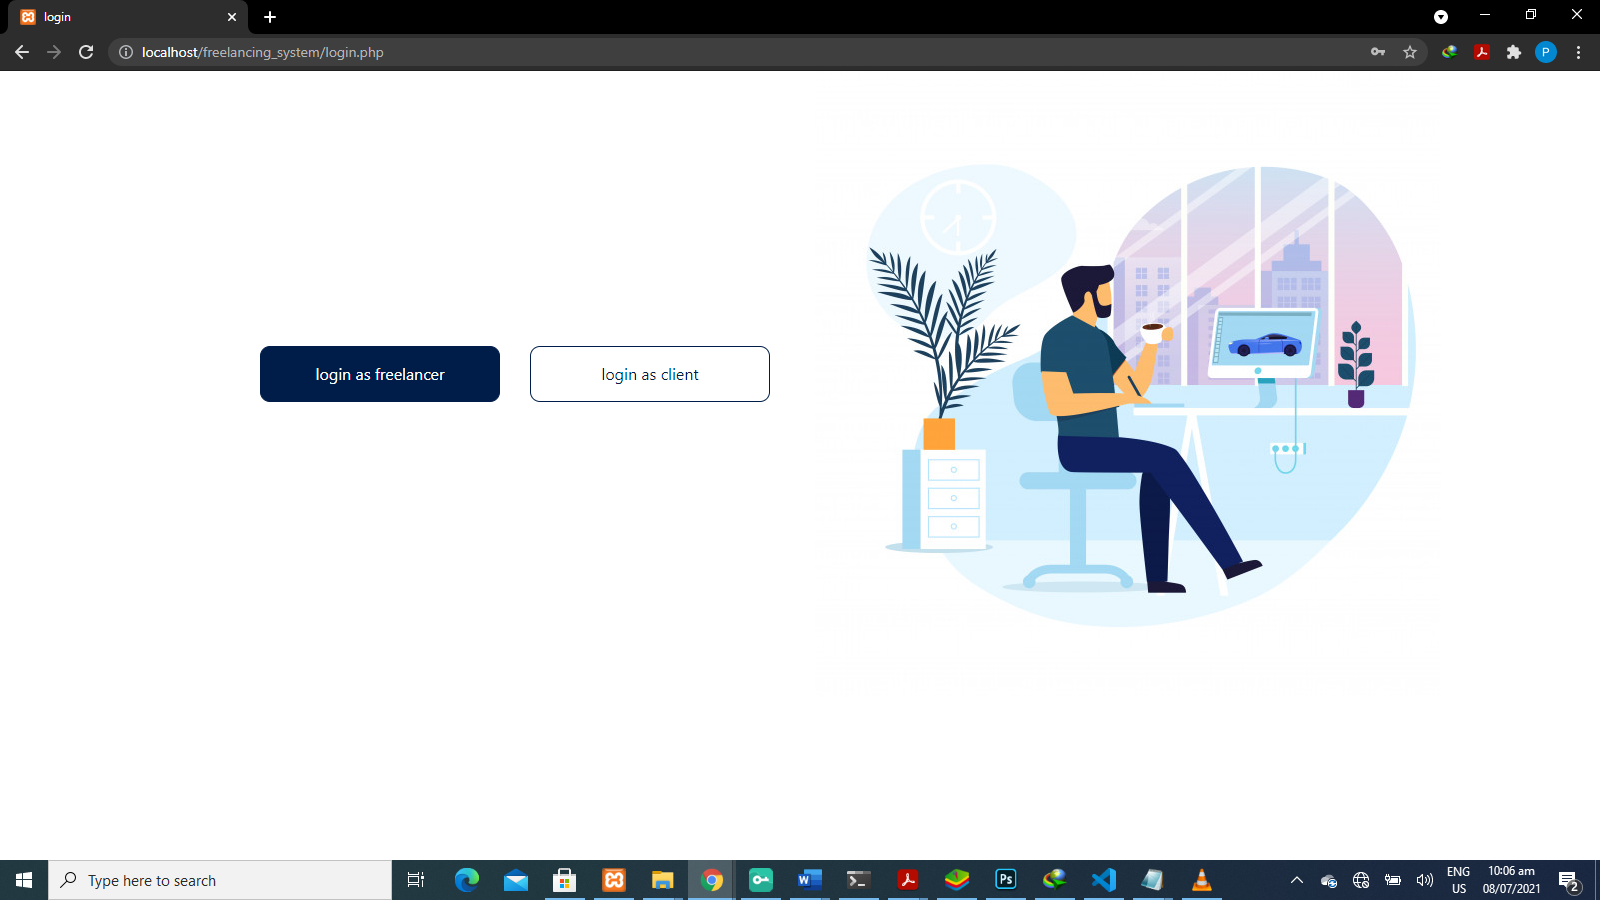 login
localhost/freelancing_system/login.php
P
login as freelancer
login as client
Type here to search
W
Ps
ENG
US
10:06 am
08/07/2021
2